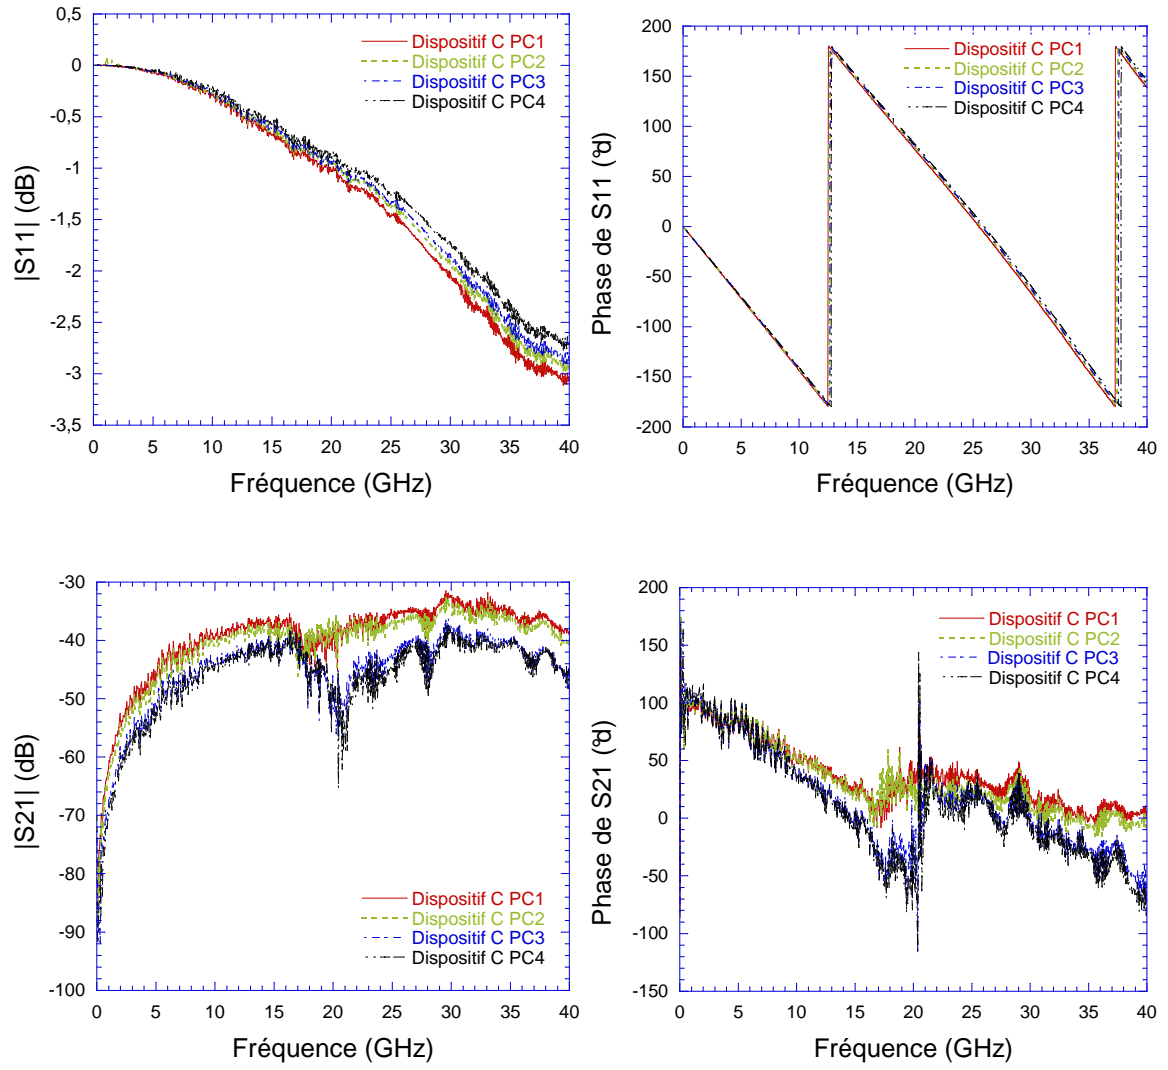 0,5
0
-0,5
-1
-1,5
-2
-2,5
-3
-3,5
|S11| (dB)
Dispositif C PC1
Dispositif C PC2
Dispositif C PC3
Dispositif C PC4
0 5 10 15 20 25 30 35 40
Fréquence (GHz)
200
150
100
50
0
-50
-100
-150
-200
Phase de S11 (°d)
Dispositif C PC1
Dispositif C PC2
Dispositif C PC3
Dispositif C PC4
0 5 10 15 20 25 30 35 40
Fréquence (GHz)
-30
-40
-50
-60
-70
-80
-90
-100
|S21| (dB)
Dispositif C PC1
Dispositif C PC2
Dispositif C PC3
Dispositif C PC4
0 5 10 15 20 25 30 35 40
Fréquence (GHz)
200
150
100
50
0
-50
-100
-150
Phase de S21 (°d)
Dispositif C PC1
Dispositif C PC2
Dispositif C PC3
Dispositif C PC4
0 5 10 15 20 25 30 35 40
Fréquence (GHz)